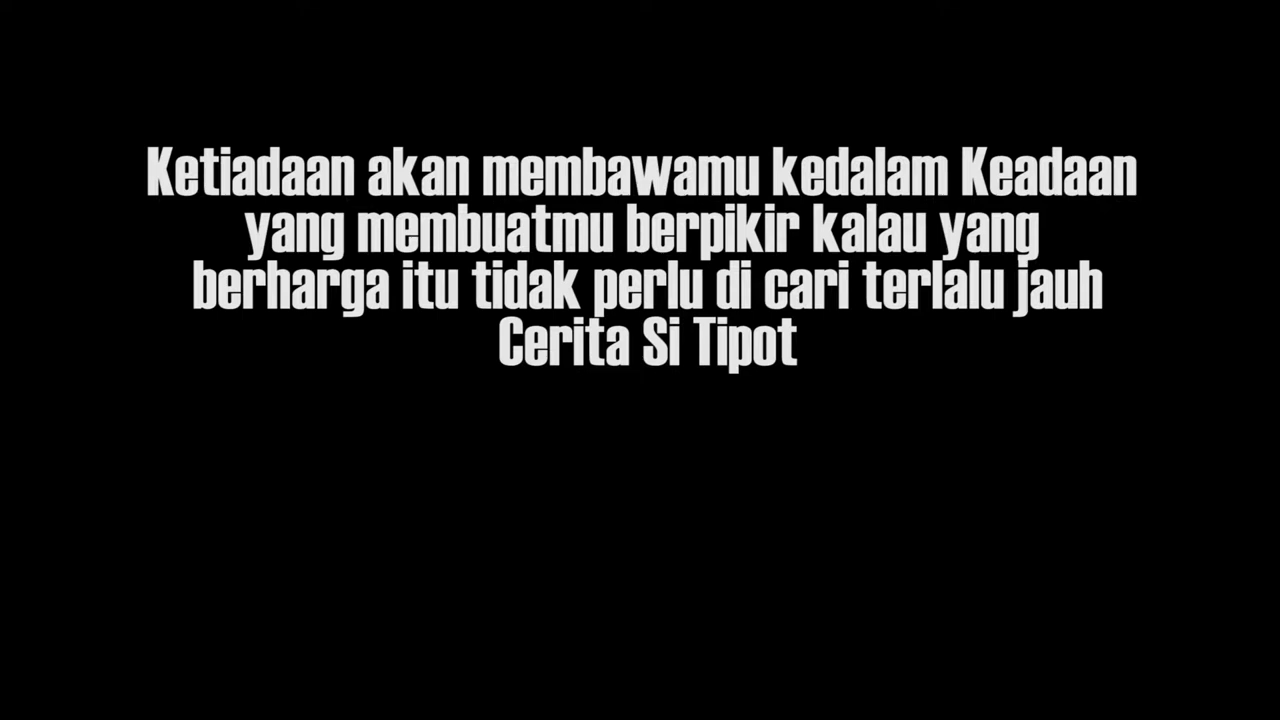 Ketiadaan akan membawamu kedalam Keadaan
yang membuatmu berpikir kalau yang
berharga itu tidak perlu di cari terlalu jauh
Cerita Si Tipot